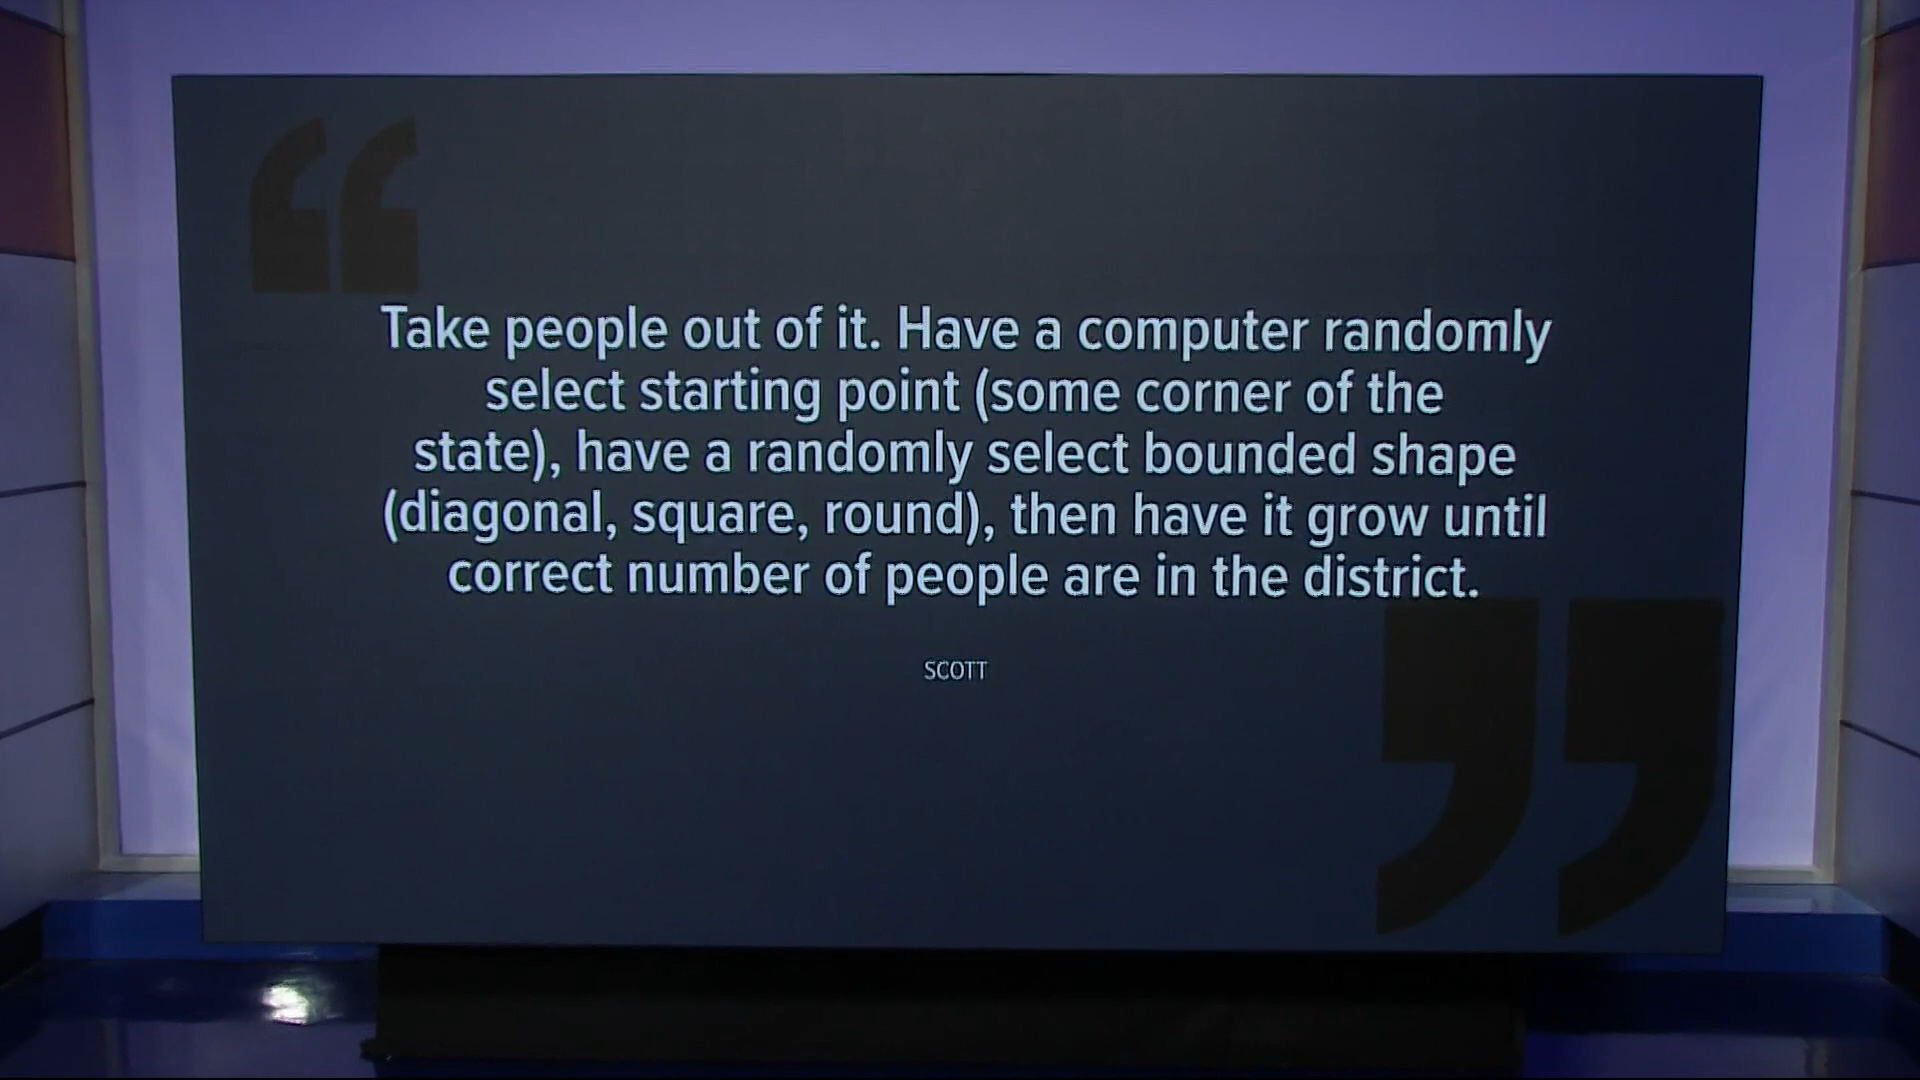 Take people out of it. Have a computer randomly
select starting point (some corner of the
state), have a randomly select bounded shape
(diagonal, square, round), then have it grow until
correct number of people are in the district.
SCOTT